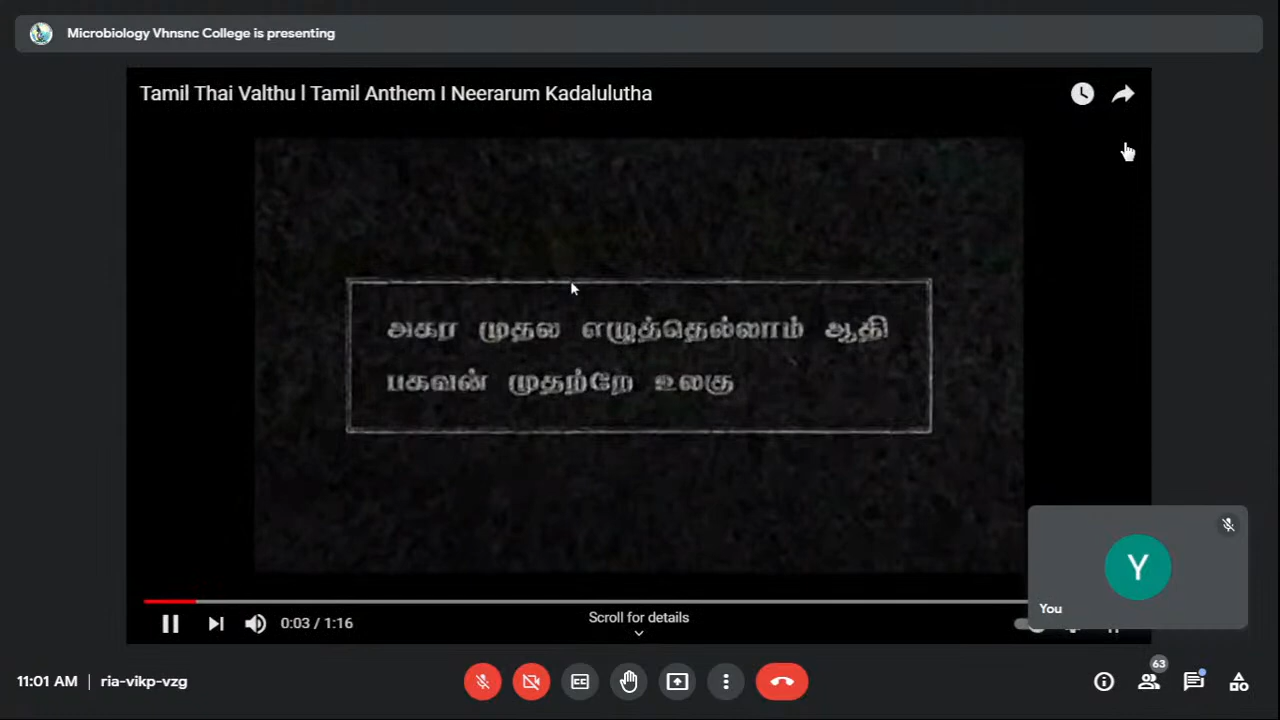 Microbiology Vhnsnc College is presenting
Tamil Thai Valthu l Tamil Anthem I Neerarum Kadalulutha
அகர முதல எழுத்தெல்லாம் ஆதி
பகவன் முதற்றே உலகு
Y
You
0:03 / 1:16
Scroll for details
11:01 AM | ria-vikp-vzg
CC
63